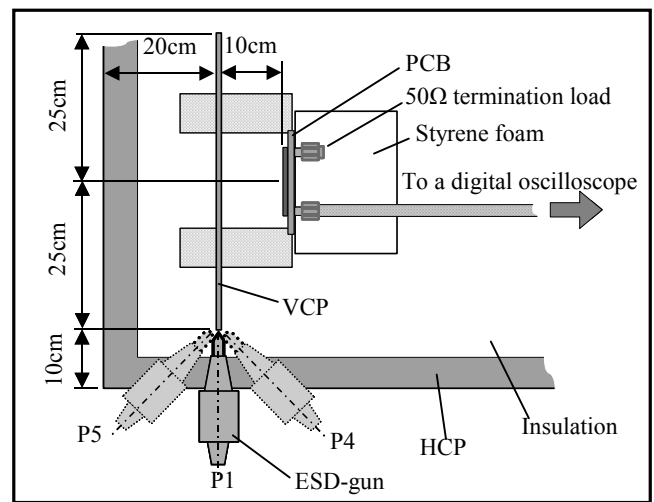 20cm
10cm
PCB
50Ω termination load
Styrene foam
To a digital oscilloscope
25cm
25cm
VCP
10cm
Insulation
P5
P4
HCP
ESD-gun
P1